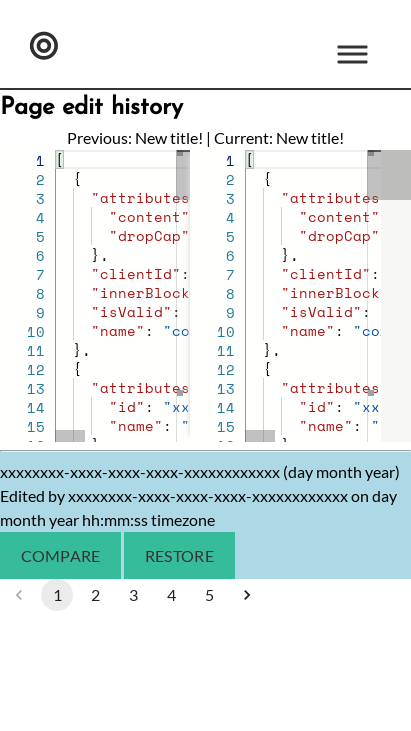 Page edit history
Previous: New title! | Current: New title!
1 [
2 {
3 "attributes
4 "content"
5 "dropCap"
6 },
7 "clientId":
8 "innerBlock
9 "isValid":
10 "name": "co
11 },
12 {
13 "attributes
14 "id": "xx
15 "name": "
1 [
2 {
3 "attributes
4 "content"
5 "dropCap"
6 },
7 "clientId":
8 "innerBlock
9 "isValid":
10 "name": "co
11 },
12 {
13 "attributes
14 "id": "xx
15 "name": "
xxxxxxxx-xxxx-xxxx-xxxx-xxxxxxxxxxxx (day month year)
Edited by xxxxxxxx-xxxx-xxxx-xxxx-xxxxxxxxxxxx on day
month year hh:mm:ss timezone
COMPARE RESTORE
1 2 3 4 5